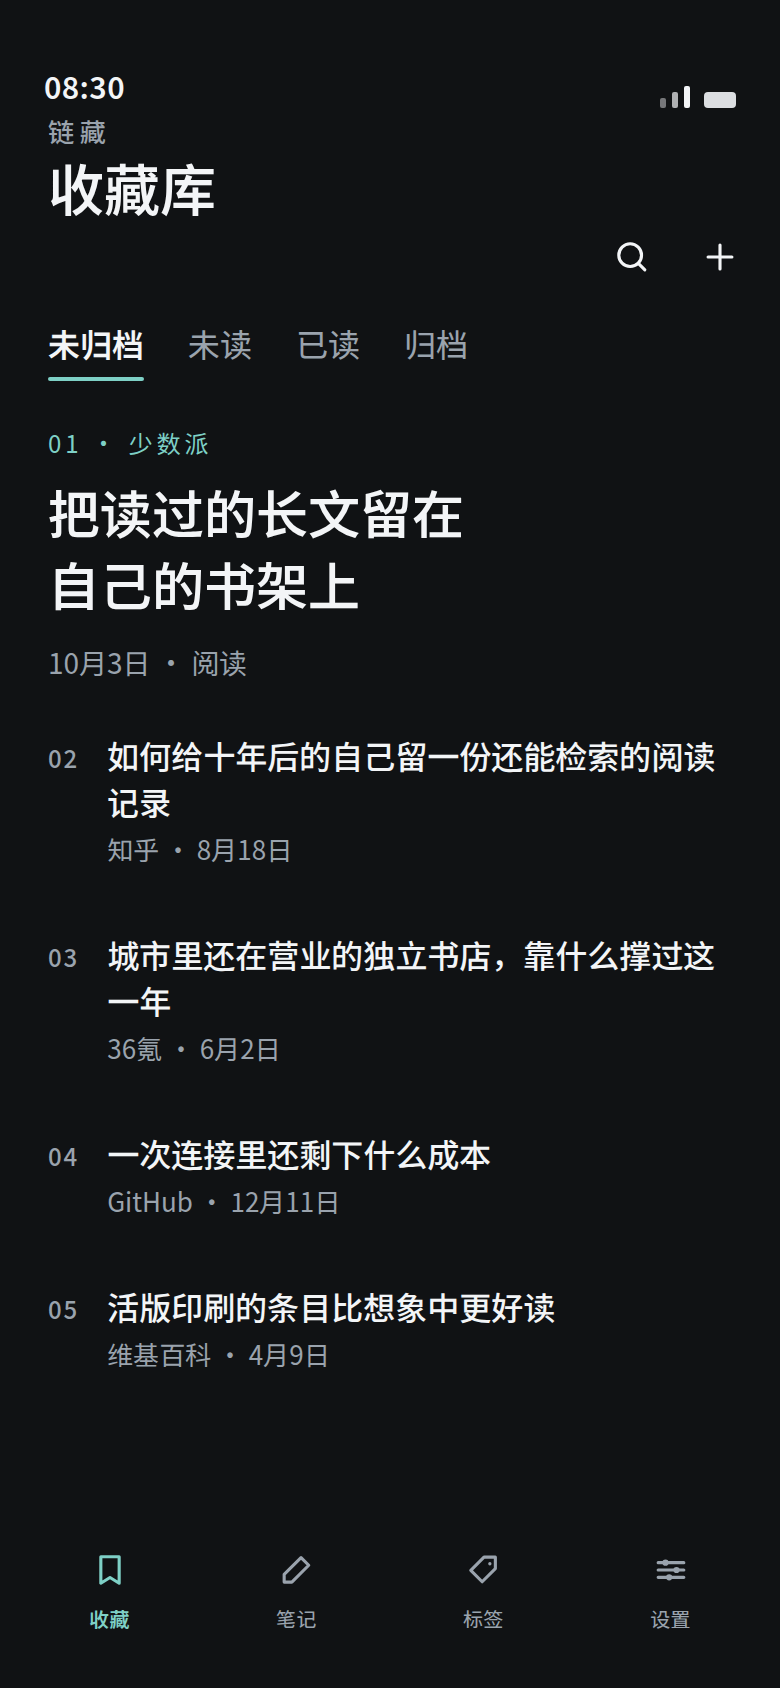 08:30
链藏
收藏库
未归档 未读 已读 归档
01 · 少数派
把读过的长文留在
自己的书架上
10月3日 · 阅读
02 如何给十年后的自己留一份还能检索的阅读
记录
知乎 · 8月18日
03 城市里还在营业的独立书店，靠什么撑过这
一年
36氪 · 6月2日
04 一次连接里还剩下什么成本
GitHub · 12月11日
05 活版印刷的条目比想象中更好读
维基百科 · 4月9日
收藏 笔记 标签 设置